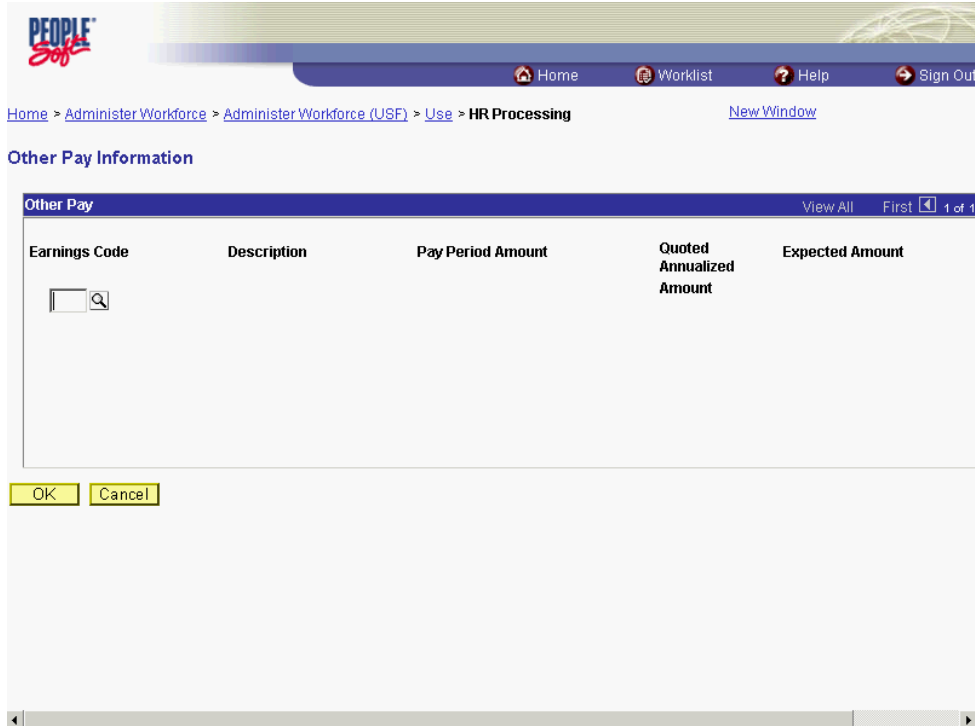 PEOPLE
Soft
Home Worklist Help Sign Out
Home > Administer Workforce > Administer Workforce (USF) > Use > HR Processing New Window
Other Pay Information
Other Pay View All First 1 of 1
Earnings Code Description Pay Period Amount Quoted Expected Amount
Annualized
Amount
OK Cancel